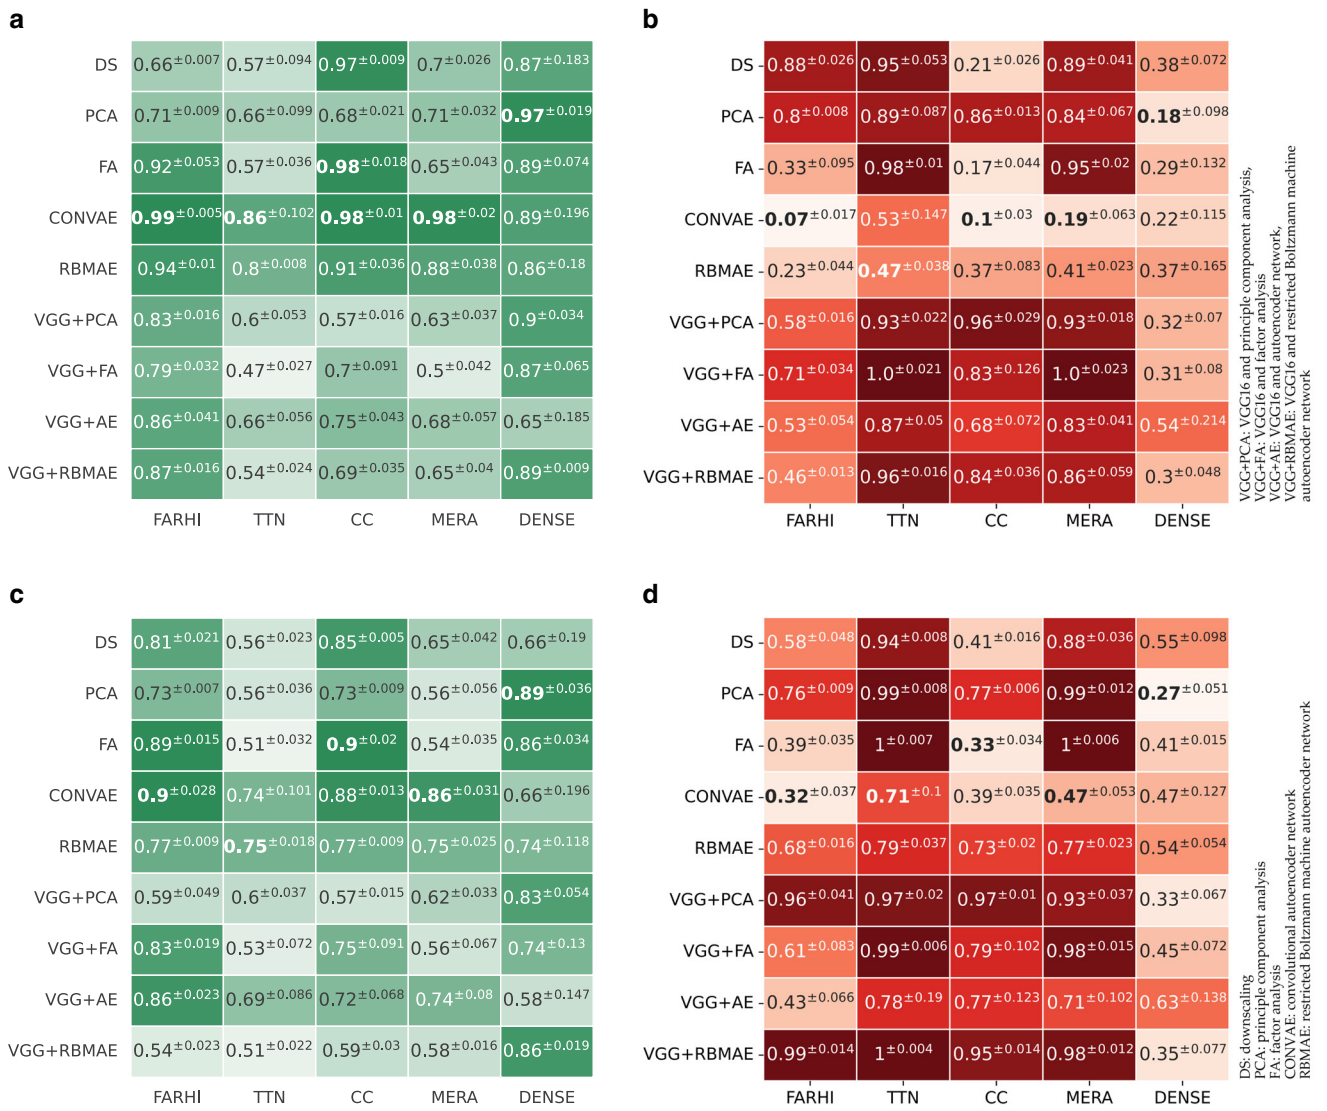 a
DS 0.66±0.007 0.57±0.094 0.97±0.009 0.7±0.026 0.87±0.183
PCA 0.71±0.009 0.66±0.099 0.68±0.021 0.71±0.032 0.97±0.019
FA 0.92±0.053 0.57±0.036 0.98±0.018 0.65±0.043 0.89±0.074
CONVAE 0.99±0.005 0.86±0.102 0.98±0.01 0.98±0.02 0.89±0.196
RBMAE 0.94±0.01 0.8±0.008 0.91±0.036 0.88±0.038 0.86±0.18
VGG+PCA 0.83±0.016 0.6±0.053 0.57±0.016 0.63±0.037 0.9±0.034
VGG+FA 0.79±0.032 0.47±0.027 0.7±0.091 0.5±0.042 0.87±0.065
VGG+AE 0.86±0.041 0.66±0.056 0.75±0.043 0.68±0.057 0.65±0.185
VGG+RBMAE 0.87±0.016 0.54±0.024 0.69±0.035 0.65±0.04 0.89±0.009
FARHI TTN CC MERA DENSE
b
DS 0.88±0.026 0.95±0.053 0.21±0.026 0.89±0.041 0.38±0.072
PCA 0.8±0.008 0.89±0.087 0.86±0.013 0.84±0.067 0.18±0.098
FA 0.33±0.095 0.98±0.01 0.17±0.044 0.95±0.02 0.29±0.132
CONVAE 0.07±0.017 0.53±0.147 0.1±0.03 0.19±0.063 0.22±0.115
RBMAE 0.23±0.044 0.47±0.038 0.37±0.083 0.41±0.023 0.37±0.165
VGG+PCA 0.58±0.016 0.93±0.022 0.96±0.029 0.93±0.018 0.32±0.07
VGG+FA 0.71±0.034 1.0±0.021 0.83±0.126 1.0±0.023 0.31±0.08
VGG+AE 0.53±0.054 0.87±0.05 0.68±0.072 0.83±0.041 0.54±0.214
VGG+RBMAE 0.46±0.013 0.96±0.016 0.84±0.036 0.86±0.059 0.3±0.048
FARHI TTN CC MERA DENSE
VGG+PCA: VGG16 and principle component analysis,
VGG+FA: VGG16 and factor analysis
VGG+AE: VGG16 and autoencoder network,
VGG+RBMAE: VGG16 and restricted Boltzmann machine
autoencoder network
c
DS 0.81±0.021 0.56±0.023 0.85±0.005 0.65±0.042 0.66±0.19
PCA 0.73±0.007 0.56±0.036 0.73±0.009 0.56±0.056 0.89±0.036
FA 0.89±0.015 0.51±0.032 0.9±0.02 0.54±0.035 0.86±0.034
CONVAE 0.9±0.028 0.74±0.101 0.88±0.013 0.86±0.031 0.66±0.196
RBMAE 0.77±0.009 0.75±0.018 0.77±0.009 0.75±0.025 0.74±0.118
VGG+PCA 0.59±0.049 0.6±0.037 0.57±0.015 0.62±0.033 0.83±0.054
VGG+FA 0.83±0.019 0.53±0.072 0.75±0.091 0.56±0.067 0.74±0.13
VGG+AE 0.86±0.023 0.69±0.086 0.72±0.068 0.74±0.08 0.58±0.147
VGG+RBMAE 0.54±0.023 0.51±0.022 0.59±0.03 0.58±0.016 0.86±0.019
FARHI TTN CC MERA DENSE
d
DS 0.58±0.048 0.94±0.008 0.41±0.016 0.88±0.036 0.55±0.098
PCA 0.76±0.009 0.99±0.008 0.77±0.006 0.99±0.012 0.27±0.051
FA 0.39±0.035 1±0.007 0.33±0.034 1±0.006 0.41±0.015
CONVAE 0.32±0.037 0.71±0.1 0.39±0.035 0.47±0.053 0.47±0.127
RBMAE 0.68±0.016 0.79±0.037 0.73±0.02 0.77±0.023 0.54±0.054
VGG+PCA 0.96±0.041 0.97±0.02 0.97±0.01 0.93±0.037 0.33±0.067
VGG+FA 0.61±0.083 0.99±0.006 0.79±0.102 0.98±0.015 0.45±0.072
VGG+AE 0.43±0.066 0.78±0.19 0.77±0.123 0.71±0.102 0.63±0.138
VGG+RBMAE 0.99±0.014 1±0.004 0.95±0.014 0.98±0.012 0.35±0.077
FARHI TTN CC MERA DENSE
DS: downscaling
PCA: principle component analysis
FA: factor analysis
CONVAE: convolutional autoencoder network
RBMAE: restricted Boltzmann machine autoencoder network